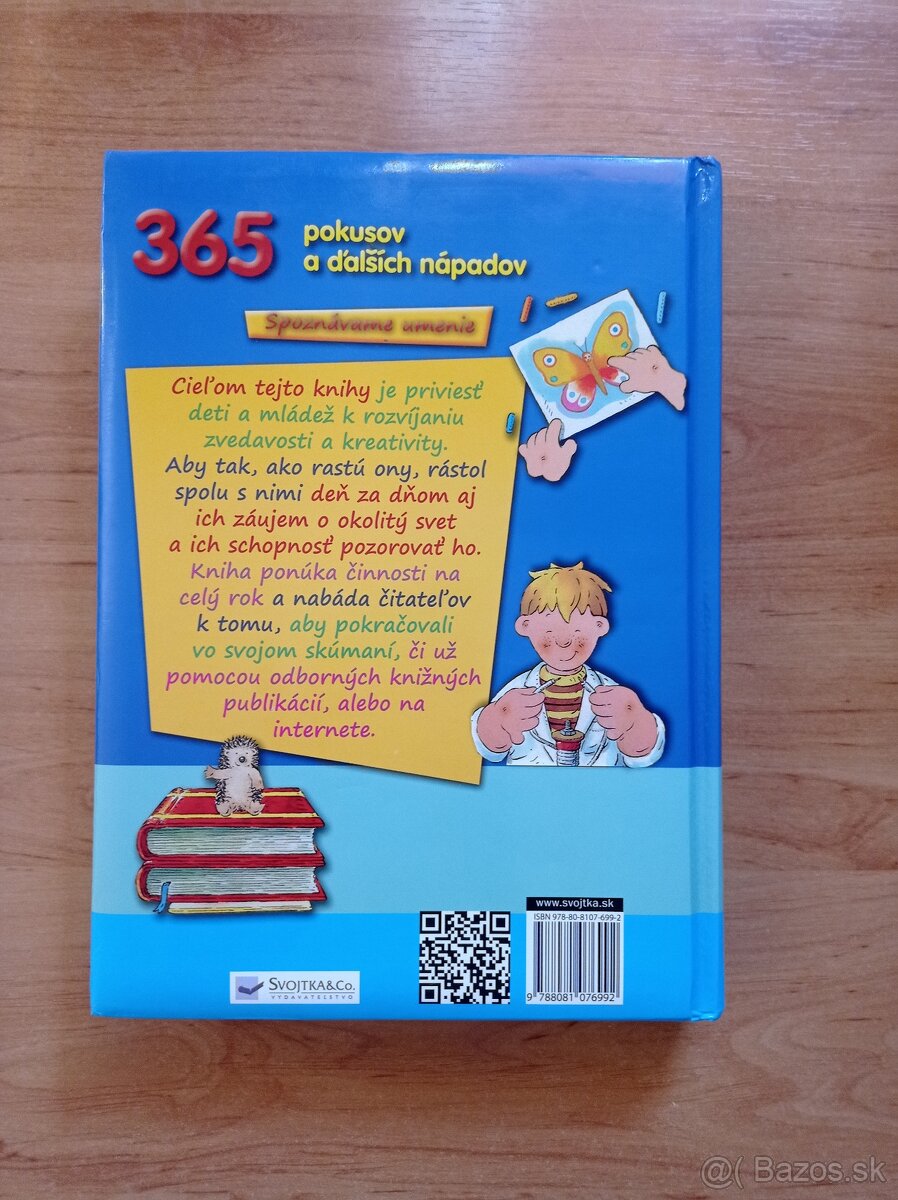 365
pokusov
a ďalších nápadov
Spoznávame umenie
Cieľom tejto knihy je priviesť
deti a mládež k rozvíjaniu
zvedavosti a kreativity.
Aby tak, ako rastú ony, rástol
spolu s nimi deň za dňom aj
ich záujem o okolitý svet
a ich schopnosť pozorovať ho.
Kniha ponúka činnosti na
celý rok a nabáda čitateľov
k tomu, aby pokračovali
vo svojom skúmaní, či už
pomocou odborných knižných
publikácií, alebo na
internete.
www.svojtka.sk
ISBN 978-80-8107-699-2
9 788081 076992
SVOJTKA&CO.
VYDAVATEĽSTVO
@( Bazos.sk